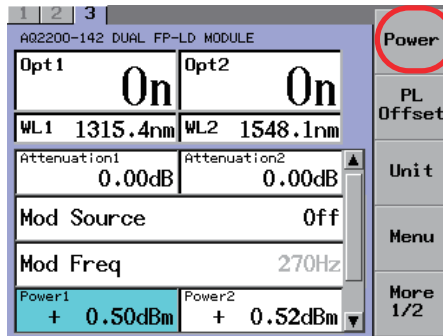 1 2 3
AQ2200-142 DUAL FP-LD MODULE
Opt1 On Opt2 On
WL1 1315.4nm WL2 1548.1nm
Attenuation1 0.00dB Attenuation2 0.00dB
Mod Source Off
Mod Freq 270Hz
Power1 + 0.50dBm Power2 + 0.52dBm
Power
PL
Offset
Unit
Menu
More
1/2